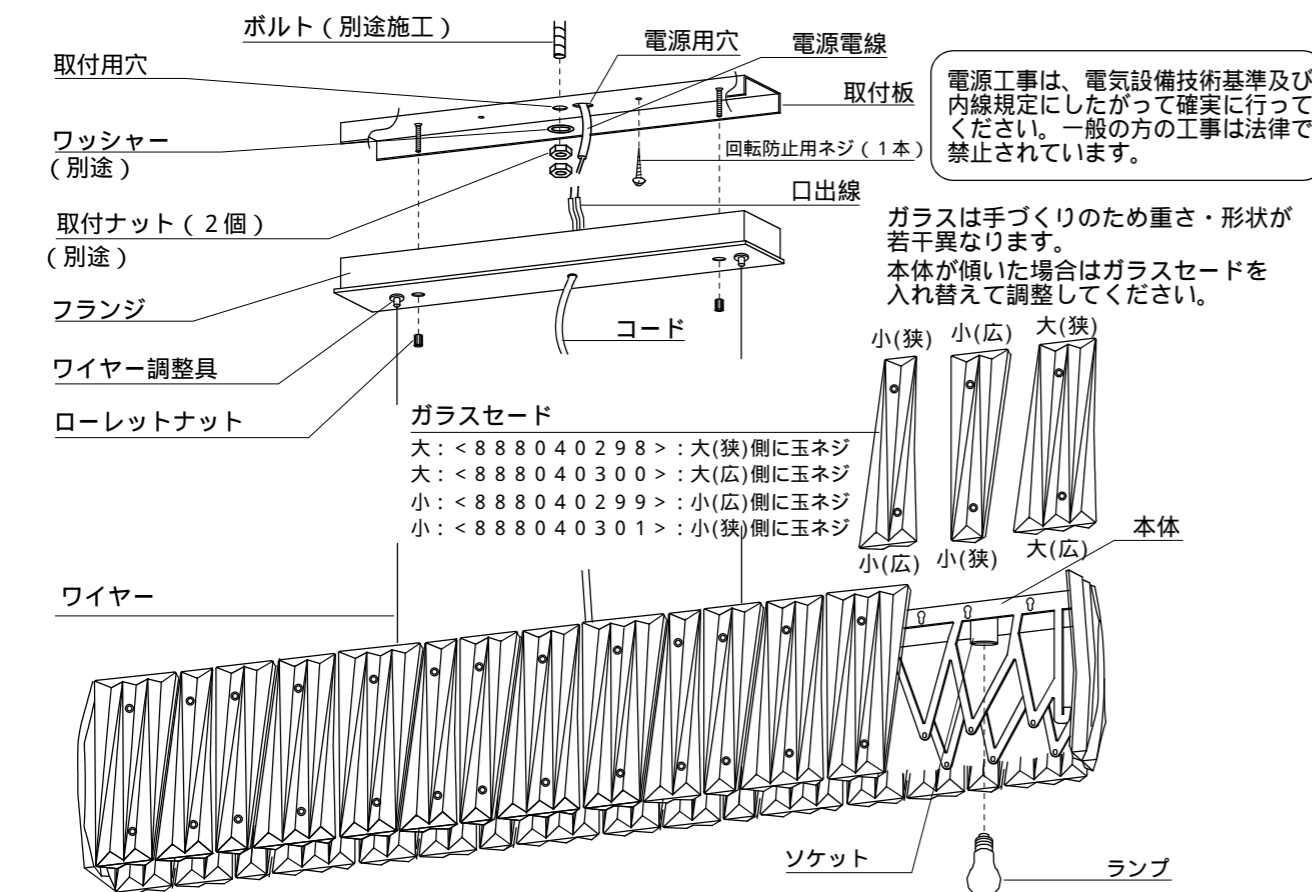 ボルト（別途施工）
電源用穴
電源電線
取付用穴
取付板
ワッシャー
（別途）
回転防止用ネジ（１本）
口出線
取付ナット（２個）
（別途）
フランジ
コード
ワイヤー調整具
ローレットナット
電源工事は、電気設備技術基準及び
内線規定にしたがって確実に行って
ください。一般の方の工事は法律で
禁止されています。
ガラスは手づくりのため重さ・形状が
若干異なります。
本体が傾いた場合はガラスセードを
入れ替えて調整してください。
小(狭)
小(広)
大(狭)
ガラスセード
大：<８８８０４０２９８>：大(狭)側に玉ネジ
大：<８８８０４０３００>：大(広)側に玉ネジ
小：<８８８０４０２９９>：小(広)側に玉ネジ
小：<８８８０４０３０１>：小(狭)側に玉ネジ
小(広)
小(狭)
大(広)
本体
ワイヤー
ソケット
ランプ